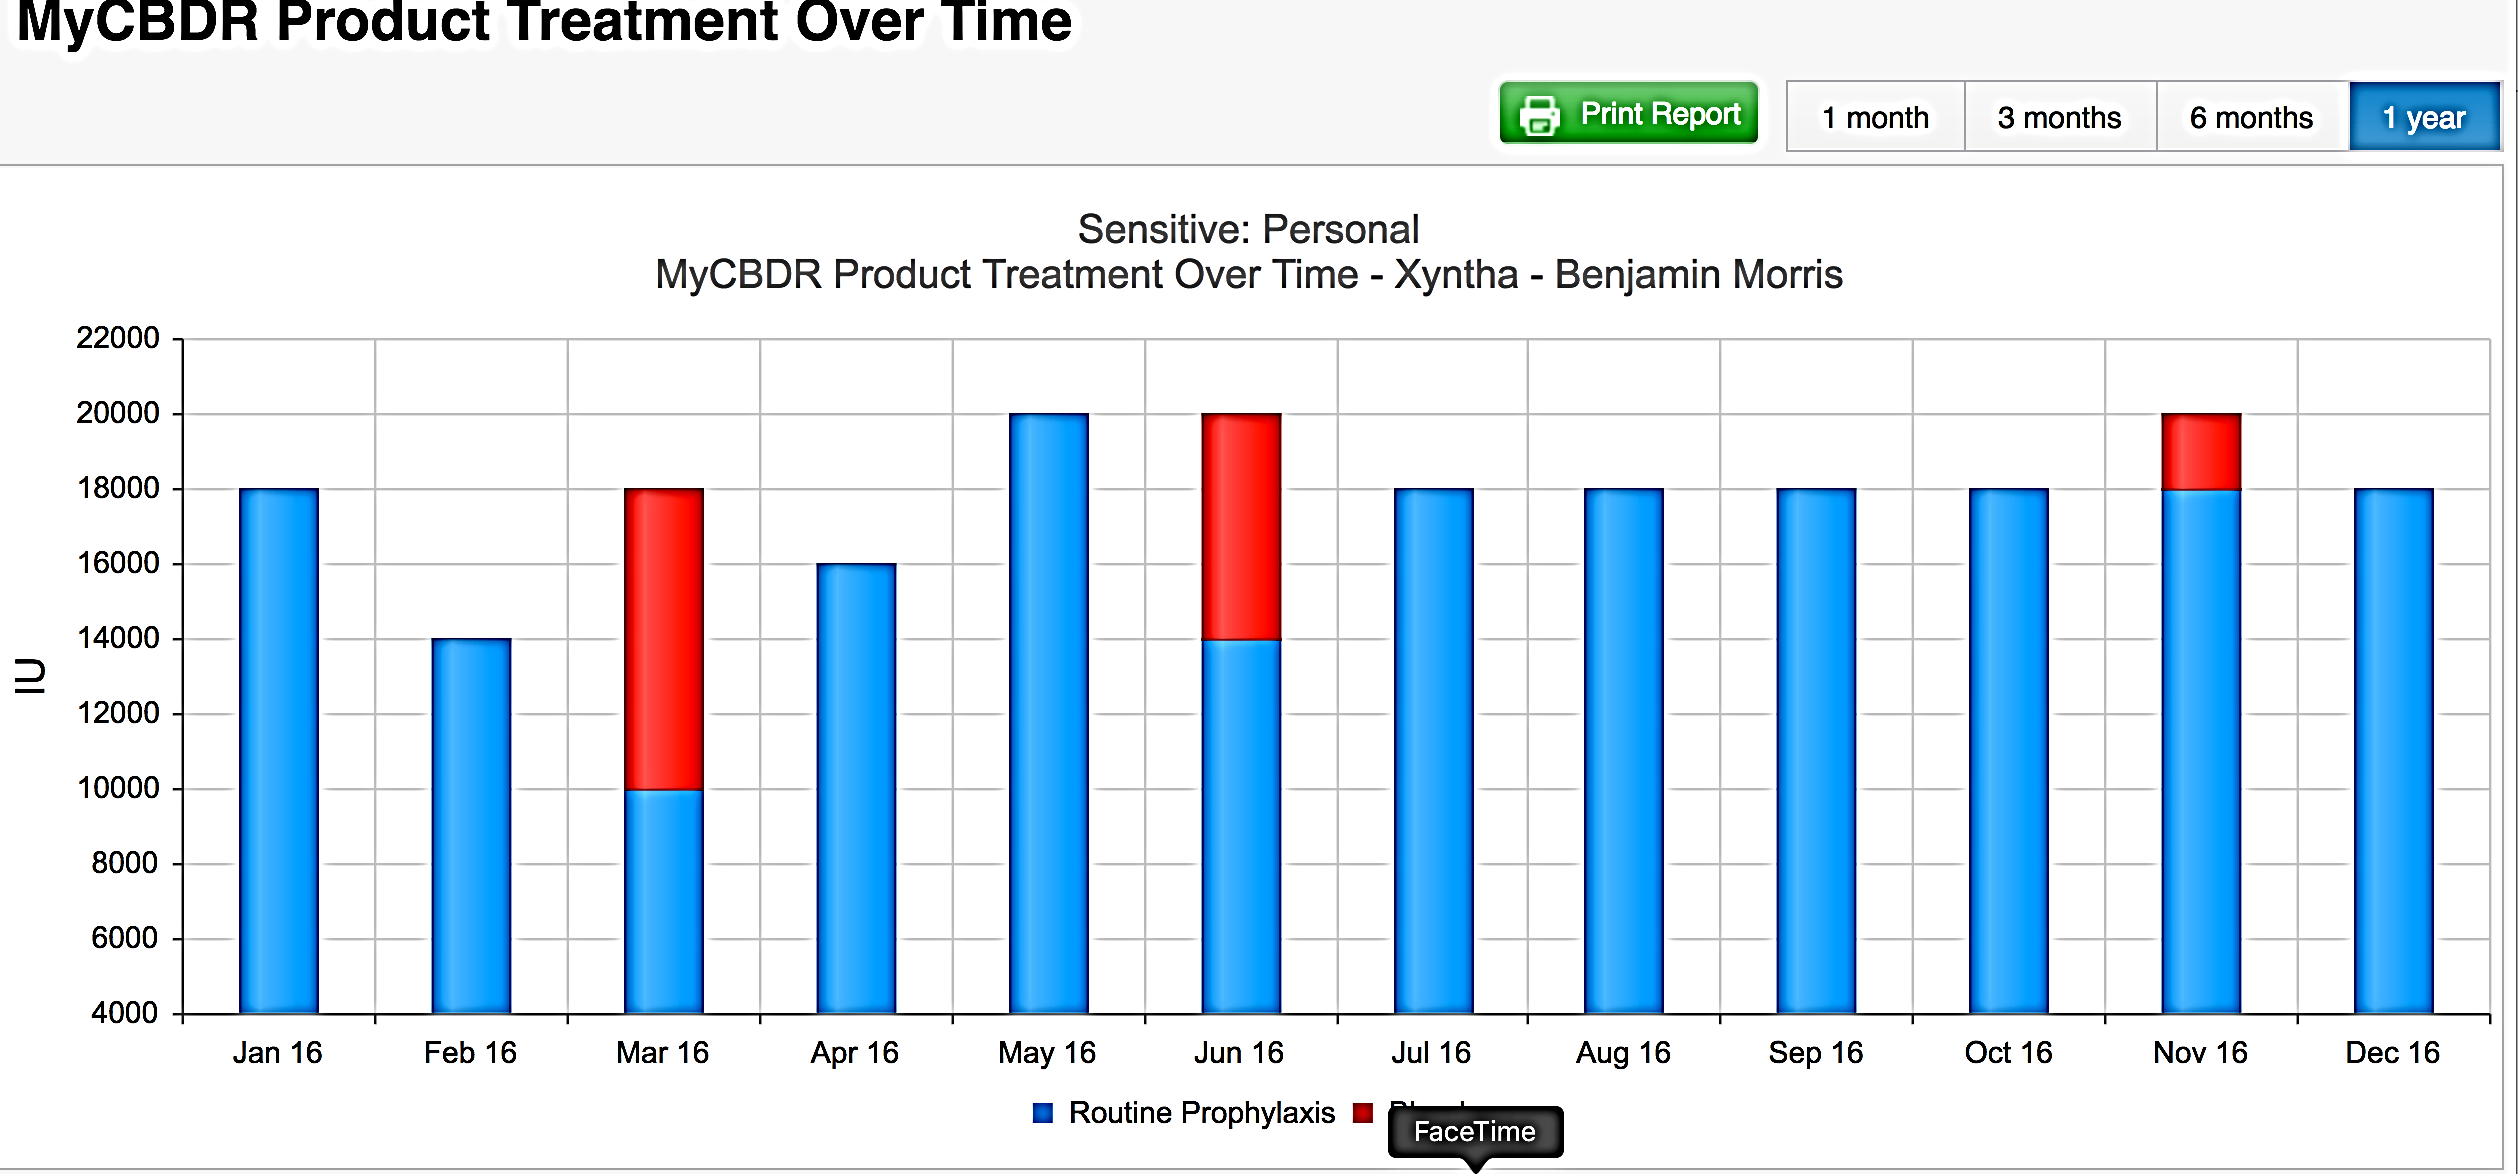 MyCBDR Product Treatment Over Time
Print Report
1 month
3 months
6 months
1 year
Sensitive: Personal
MyCBDR Product Treatment Over Time - Xyntha - Benjamin Morris
22000
20000
18000
16000
14000
12000
10000
8000
6000
4000
IU
Jan 16
Feb 16
Mar 16
Apr 16
May 16
Jun 16
Jul 16
Aug 16
Sep 16
Oct 16
Nov 16
Dec 16
Routine Prophylaxis
FaceTime